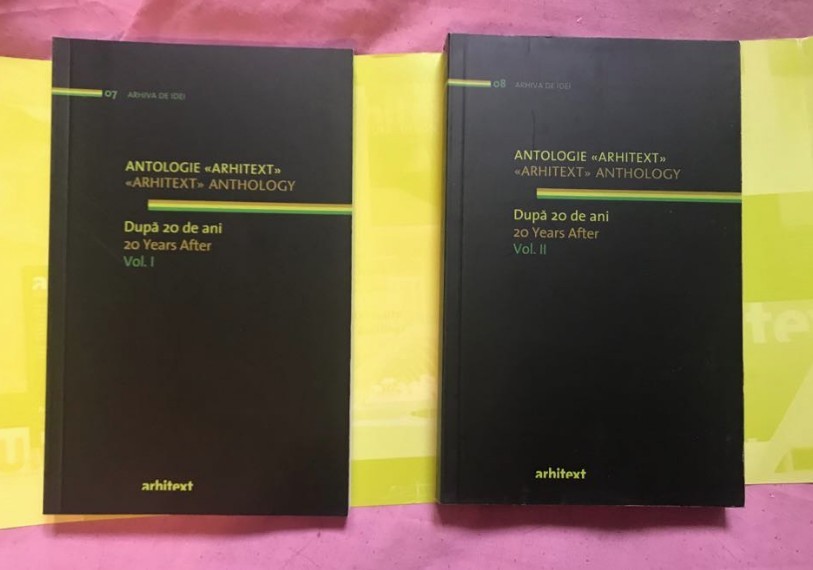 07 ARHIVA DE IDEI
ANTOLOGIE «ARHITEXT»
«ARHITEXT» ANTHOLOGY
După 20 de ani
20 Years After
Vol. I
arhitext
08 ARHIVA DE IDEI
ANTOLOGIE «ARHITEXT»
«ARHITEXT» ANTHOLOGY
După 20 de ani
20 Years After
Vol. II
arhitext